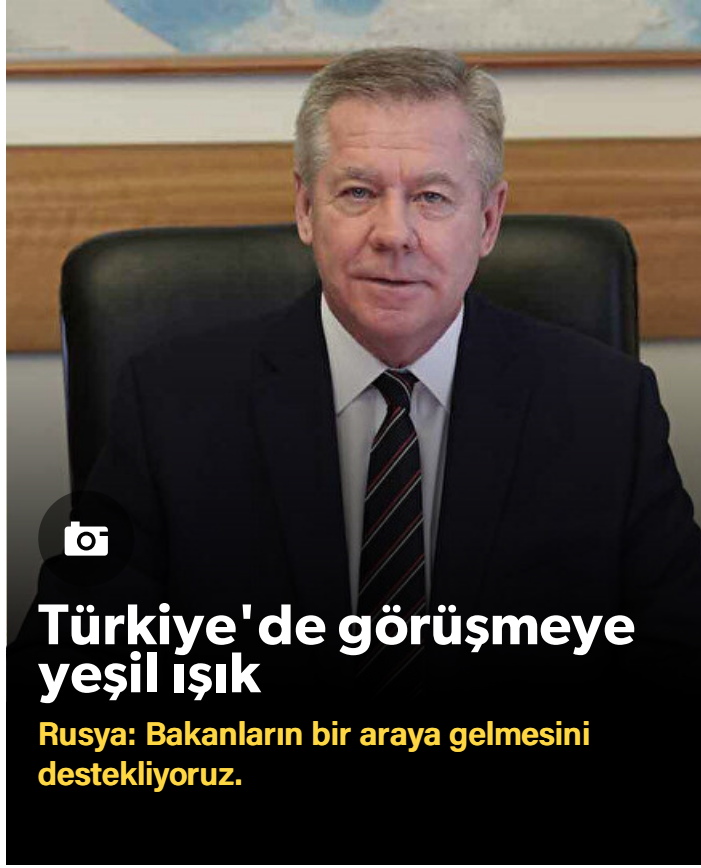 Türkiye'de görüşmeye
yeşil ışık
Rusya: Bakanların bir araya gelmesini
destekliyoruz.